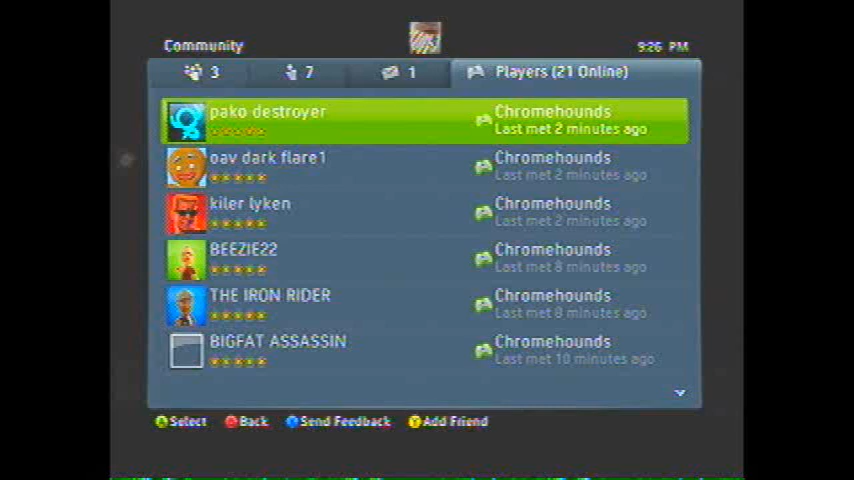 Community
9:26 PM
3
7
1
Players (21 Online)
pako destroyer
Chromehounds
Last met 2 minutes ago
oav dark flare1
Chromehounds
Last met 2 minutes ago
kiler lyken
Chromehounds
Last met 2 minutes ago
BEEZIE22
Chromehounds
Last met 8 minutes ago
THE IRON RIDER
Chromehounds
Last met 8 minutes ago
BIGFAT ASSASSIN
Chromehounds
Last met 10 minutes ago
A Select B Back X Send Feedback Y Add Friend